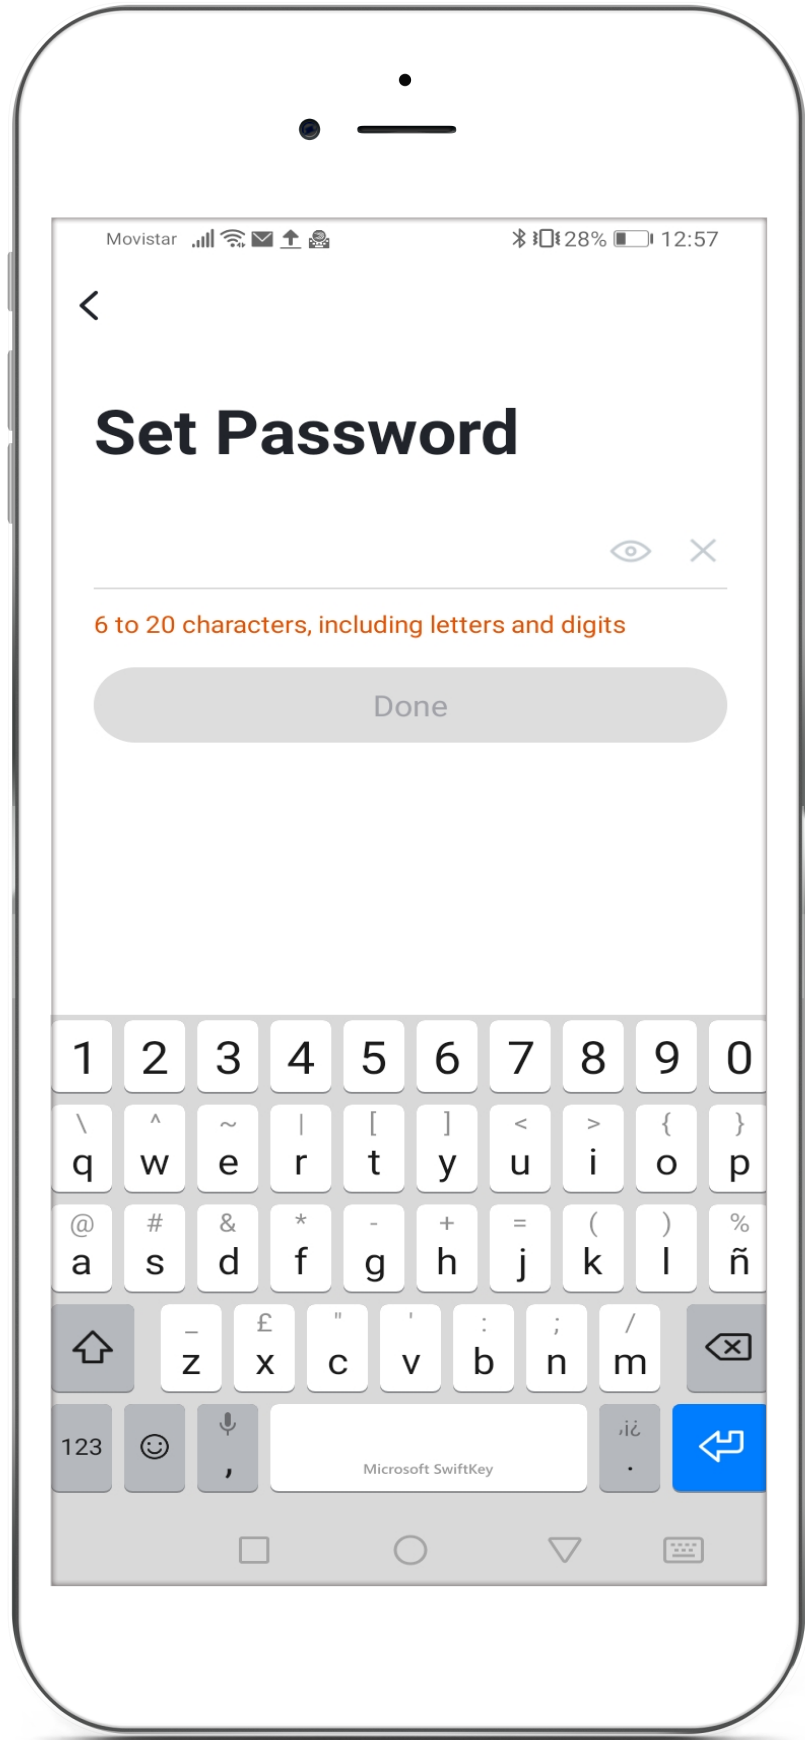 Movistar 28% 12:57
Set Password
6 to 20 characters, including letters and digits
Done
1 2 3 4 5 6 7 8 9 0
\ ^ ~ | [ ] < > { }
q w e r t y u i o p
@ # & * - + = ( ) %
a s d f g h j k l ñ
_ £ " ' : ; /
z x c v b n m
,¡¿
123 , .
Microsoft SwiftKey